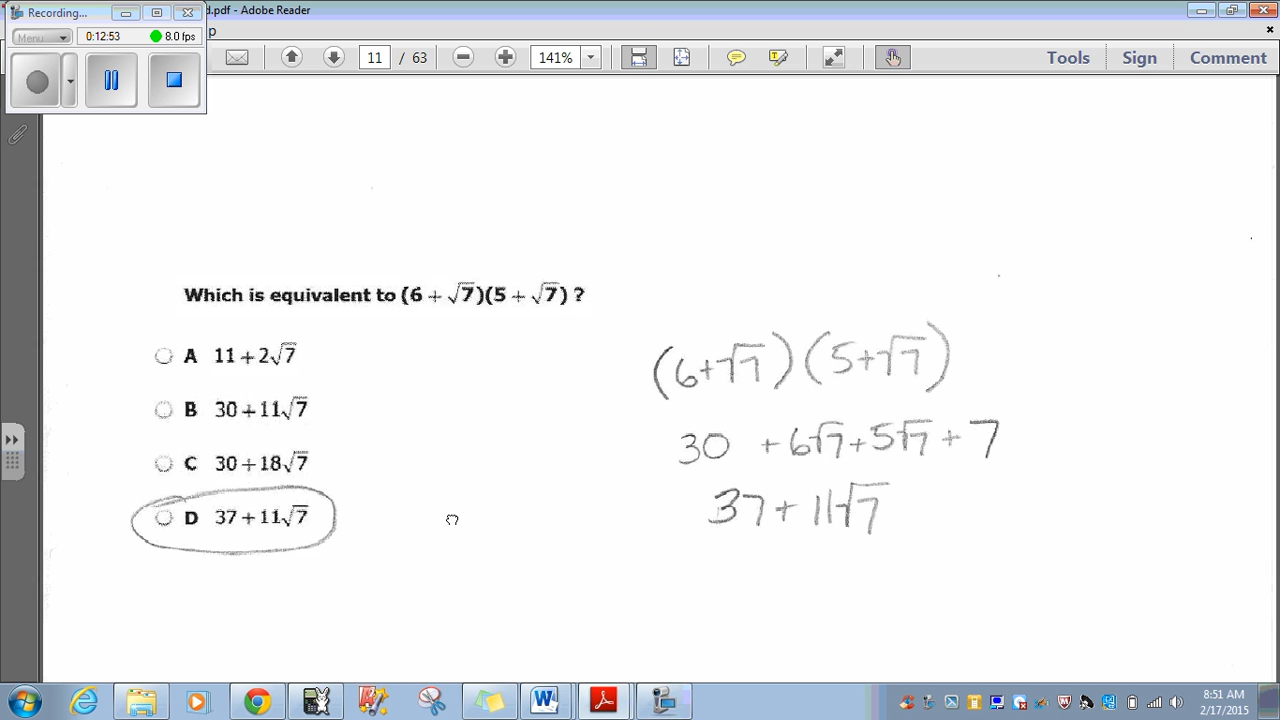 Recording...
d.pdf - Adobe Reader
Menu
0:12:53
8.0 fps
p
11 / 63
141%
Tools
Sign
Comment
Which is equivalent to (6 + √7)(5 + √7) ?
A 11 + 2√7
B 30 + 11√7
C 30 + 18√7
D 37 + 11√7
(6+√7) (5+√7)
30 + 6√7 + 5√7 + 7
37 + 11√7
8:51 AM
2/17/2015